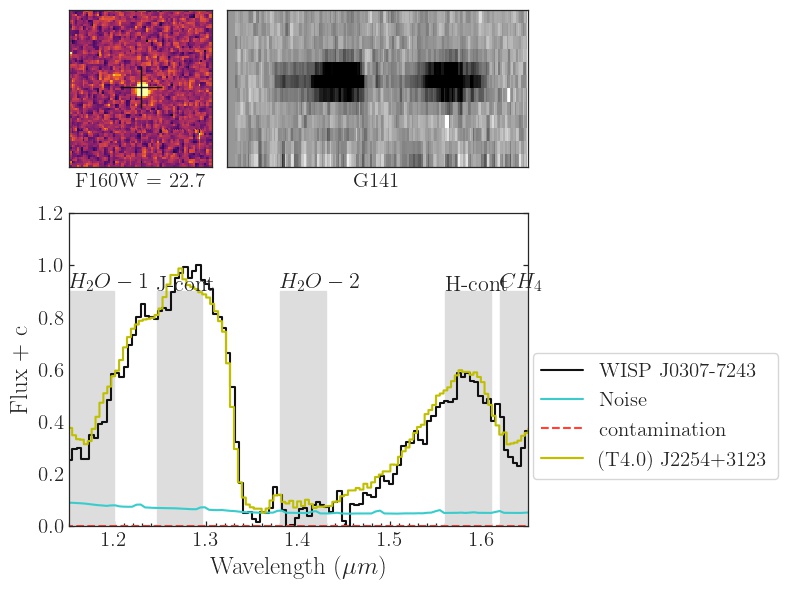 F160W = 22.7
G141
1.2
1.0
0.8
0.6
0.4
0.2
0.0
Flux + c
H₂O − 1
J-cont
H₂O − 2
H-cont
CH₄
1.2
1.3
1.4
1.5
1.6
Wavelength (μm)
WISP J0307-7243
Noise
contamination
(T4.0) J2254+3123